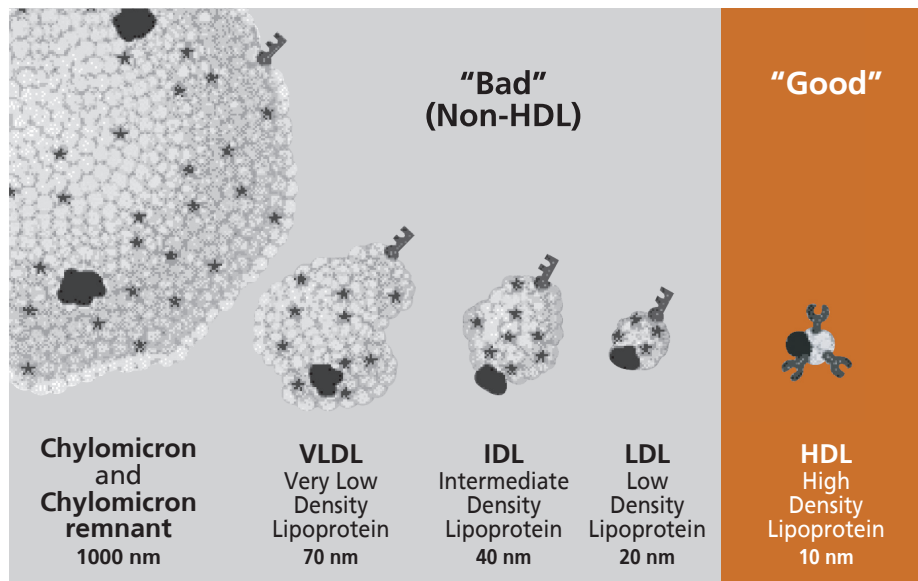 “Bad”
(Non-HDL)
“Good”
Chylomicron
and
Chylomicron
remnant
1000 nm
VLDL
Very Low
Density
Lipoprotein
70 nm
IDL
Intermediate
Density
Lipoprotein
40 nm
LDL
Low
Density
Lipoprotein
20 nm
HDL
High
Density
Lipoprotein
10 nm